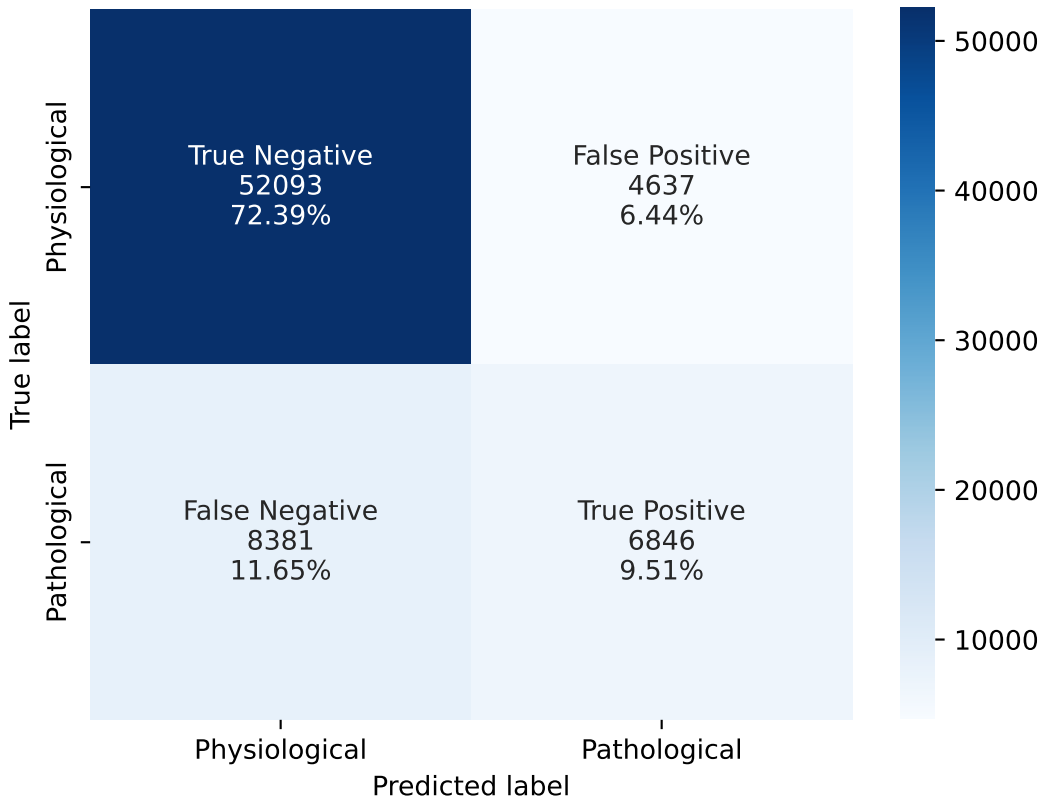 True label
Physiological
Pathological
True Negative
52093
72.39%
False Positive
4637
6.44%
False Negative
8381
11.65%
True Positive
6846
9.51%
Physiological
Pathological
Predicted label
50000
40000
30000
20000
10000